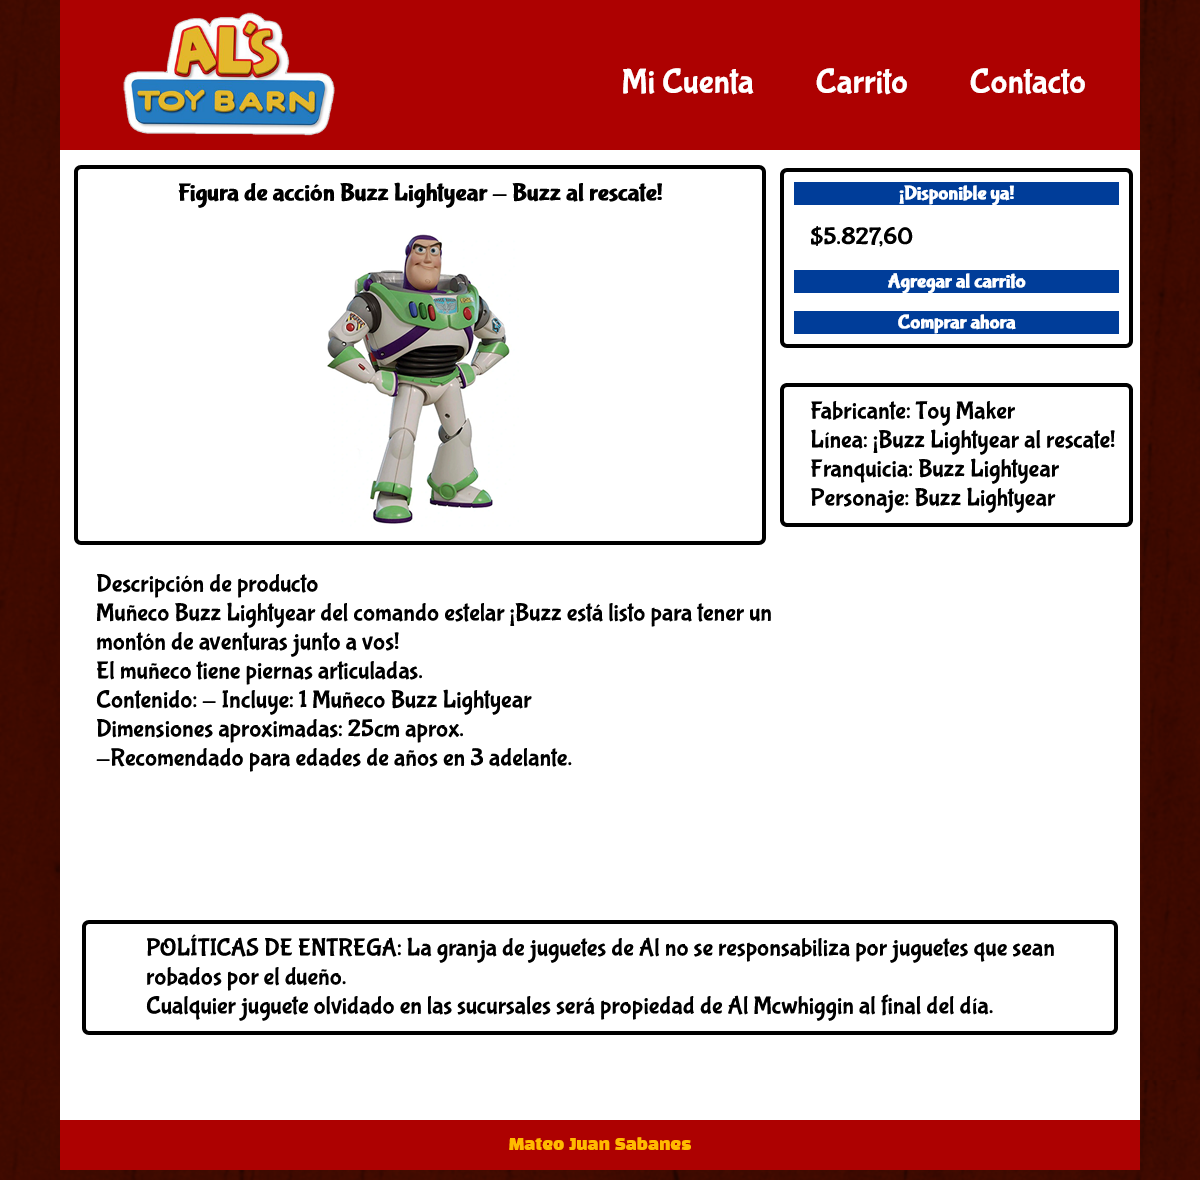 AL'S
TOY BARN
Mi Cuenta
Carrito
Contacto
Figura de acción Buzz Lightyear - Buzz al rescate!
¡Disponible ya!
$5.827,60
Agregar al carrito
Comprar ahora
Fabricante: Toy Maker
Línea: ¡Buzz Lightyear al rescate!
Franquicia: Buzz Lightyear
Personaje: Buzz Lightyear
Descripción de producto
Muñeco Buzz Lightyear del comando estelar ¡Buzz está listo para tener un
montón de aventuras junto a vos!
El muñeco tiene piernas articuladas.
Contenido: - Incluye: 1 Muñeco Buzz Lightyear
Dimensiones aproximadas: 25cm aprox.
-Recomendado para edades de años en 3 adelante.
POLÍTICAS DE ENTREGA: La granja de juguetes de Al no se responsabiliza por juguetes que sean
robados por el dueño.
Cualquier juguete olvidado en las sucursales será propiedad de Al Mcwhiggin al final del día.
Mateo Juan Sabanes